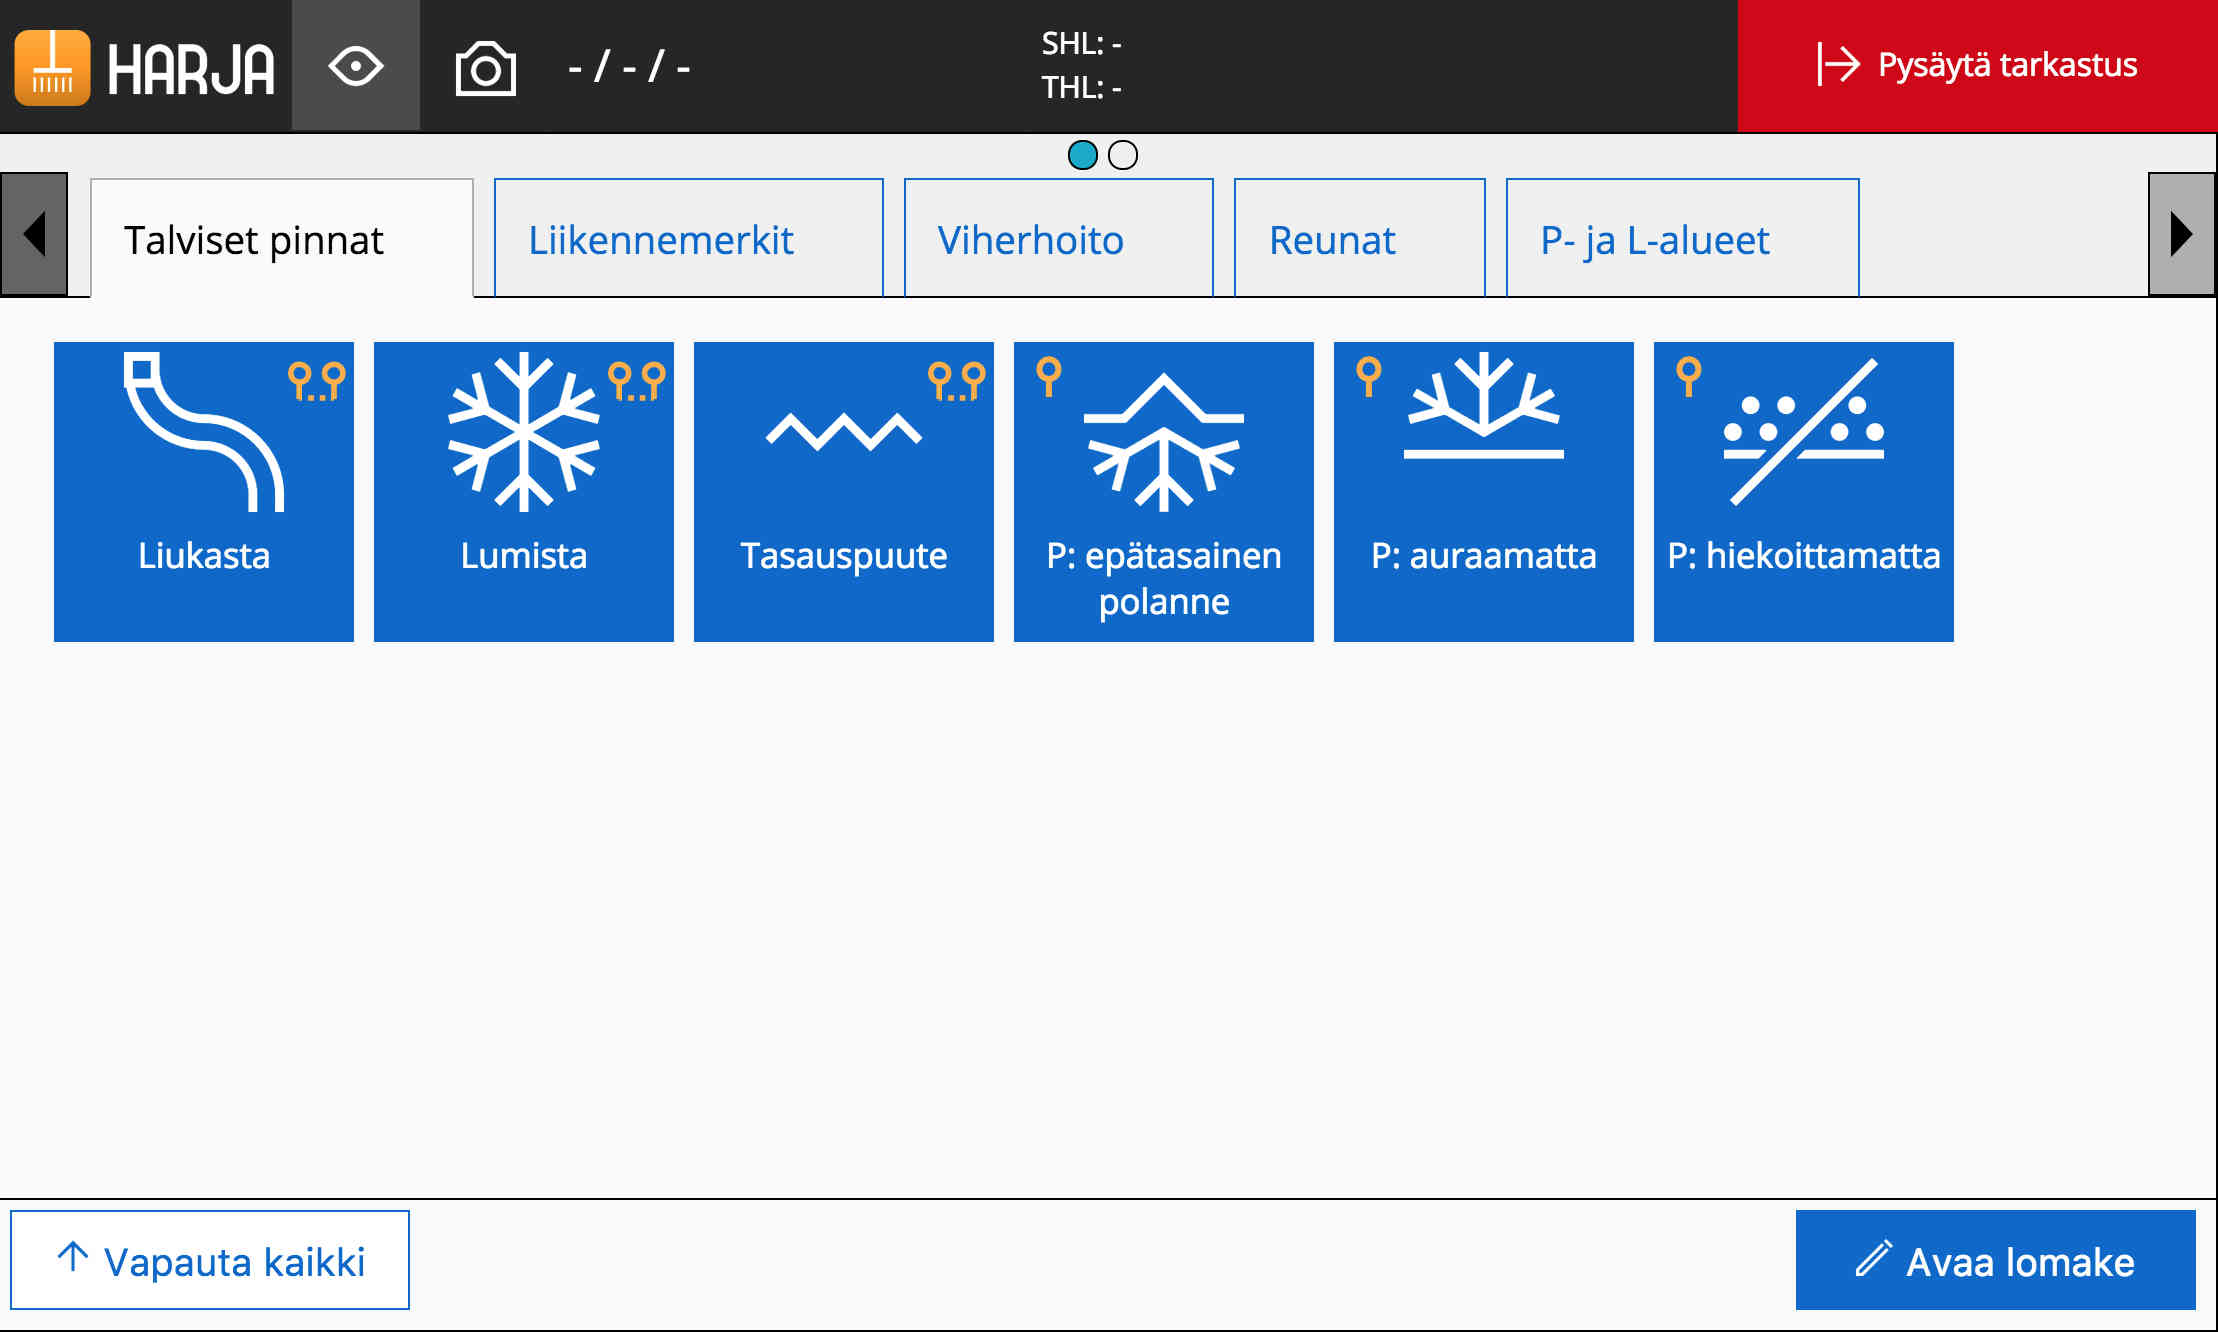 HARJA
- / - / -
SHL: -
THL: -
Pysäytä tarkastus
Talviset pinnat
Liikennemerkit
Viherhoito
Reunat
P- ja L-alueet
Liukasta
Lumista
Tasauspuute
P: epätasainen
polanne
P: auraamatta
P: hiekoittamatta
Vapauta kaikki
Avaa lomake